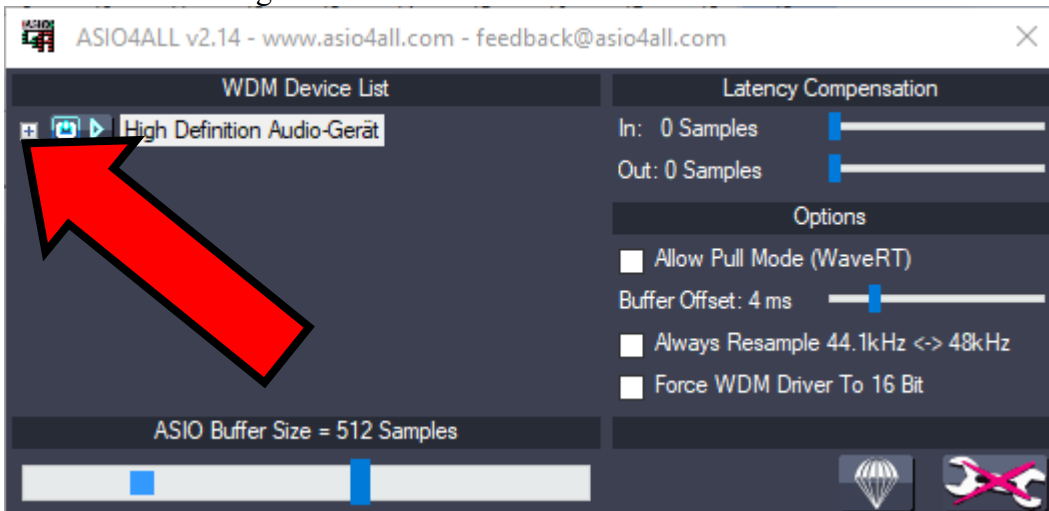 ASIO4ALL v2.14 - www.asio4all.com - feedback@asio4all.com
WDM Device List
High Definition Audio-Gerät
ASIO Buffer Size = 512 Samples
Latency Compensation
In: 0 Samples
Out: 0 Samples
Options
Allow Pull Mode (WaveRT)
Buffer Offset: 4 ms
Always Resample 44.1kHz <-> 48kHz
Force WDM Driver To 16 Bit